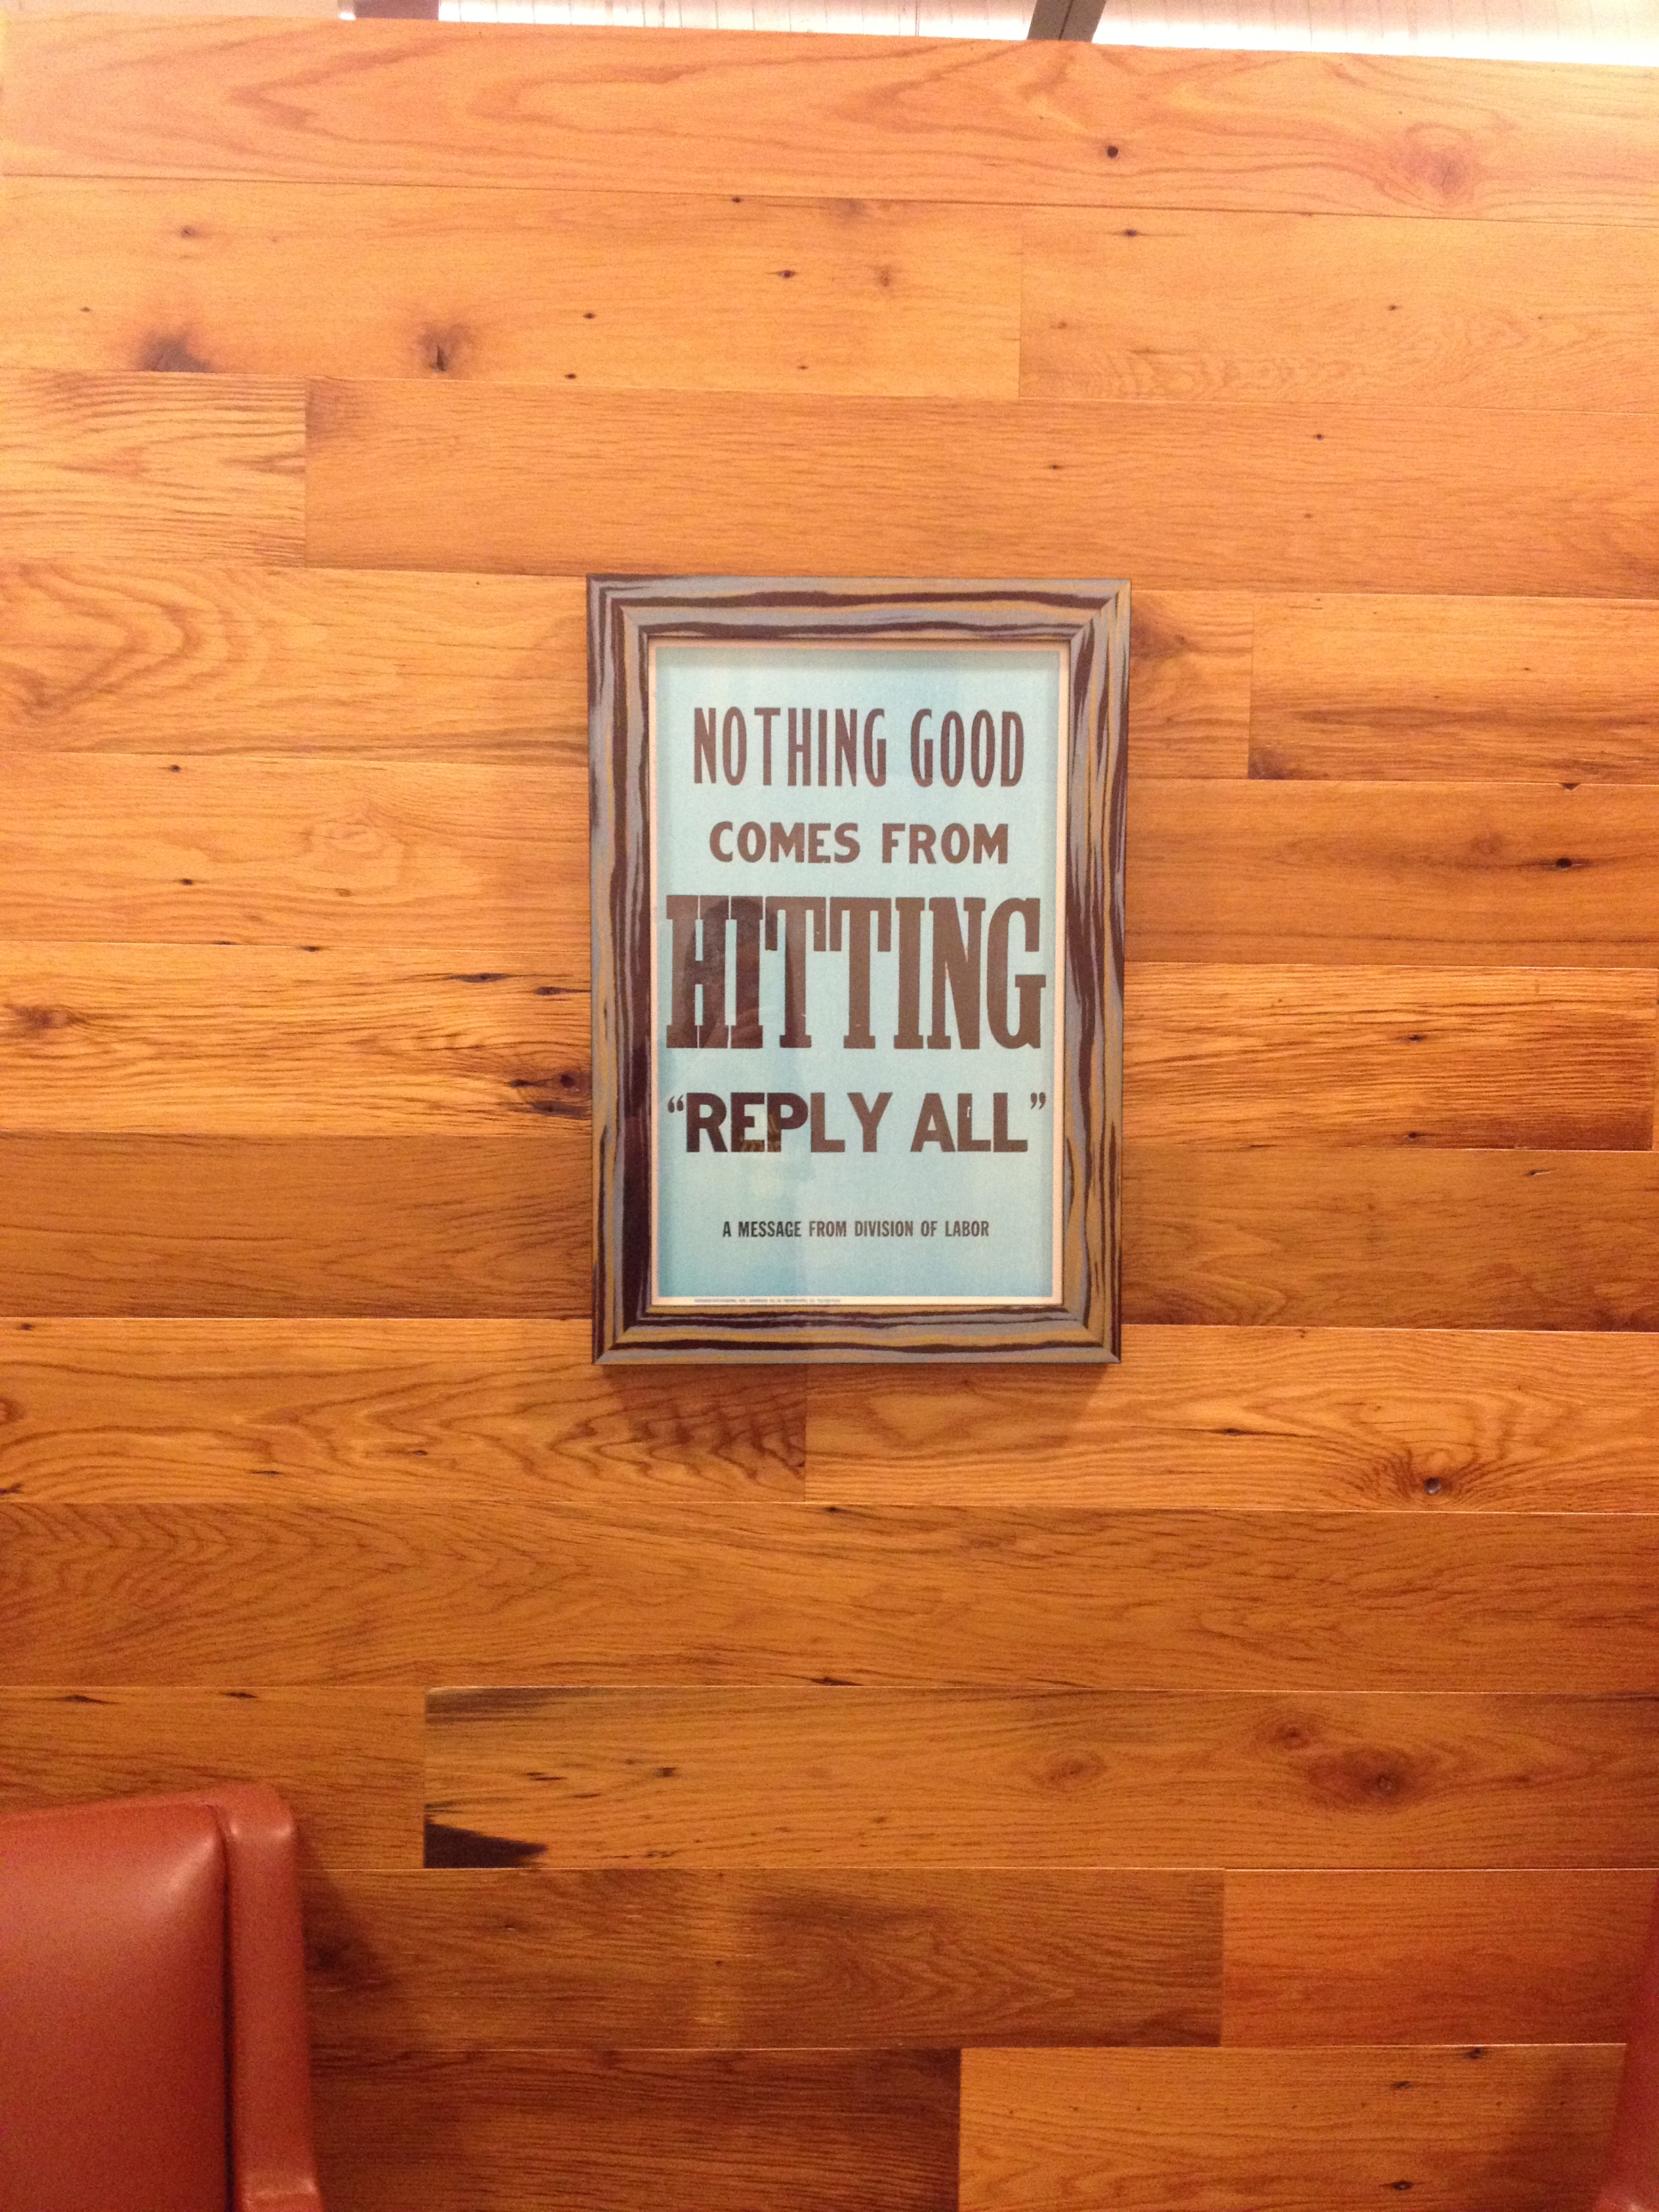 NOTHING GOOD
COMES FROM
HITTING
“REPLY ALL”
A MESSAGE FROM DIVISION OF LABOR